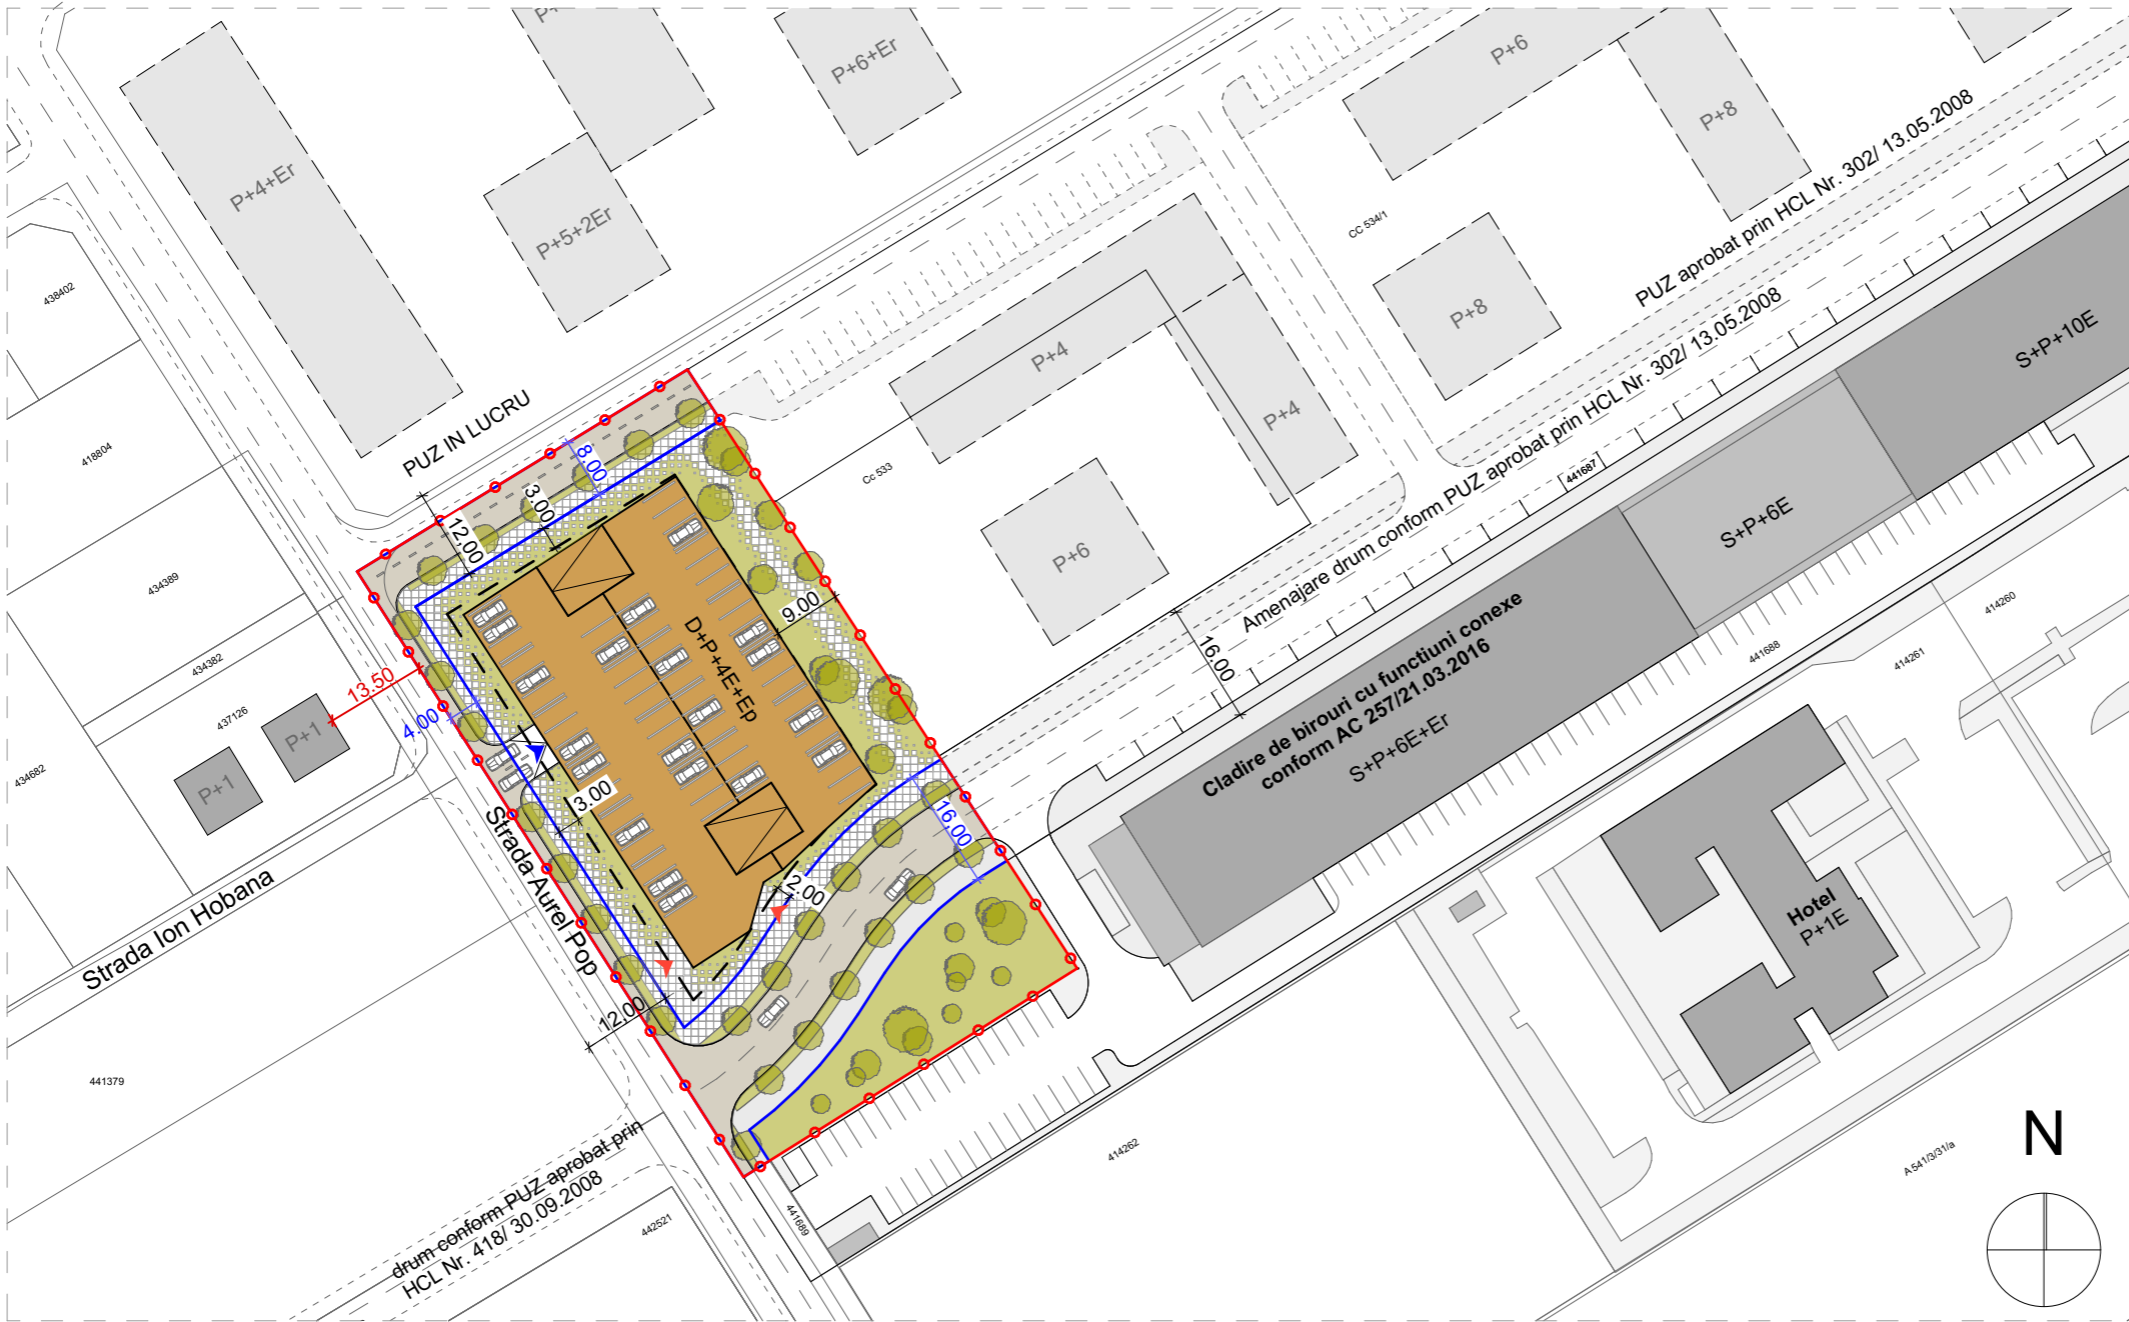 P+6+Er
P+6
P+8
P+4+Er
P+5+2Er
PUZ aprobat prin HCL Nr. 302/ 13.05.2008
CC 534/1
438402
P+8
P+4
P+4
S+P+10E
Amenajare drum conform PUZ aprobat prin HCL Nr. 302/ 13.05.2008
PUZ IN LUCRU
418804
8.00
Cc 533
441687
3.00
12,00
S+P+6E
P+6
434389
9.00
414260
434382
D+P+4E+Ep
16.00
Cladire de birouri cu functiuni conexe
conform AC 257/21.03.2016
S+P+6E+Er
441688
414261
13.50
437126
P+1
4.00
434682
P+1
3.00
16,00
Strada Aurel Pop
2.00
Hotel
P+1E
Strada Ion Hobana
12.00
441379
N
414262
A 541/3/31/a
drum conform PUZ aprobat prin
HCL Nr. 418/ 30.09.2008
441689
442521